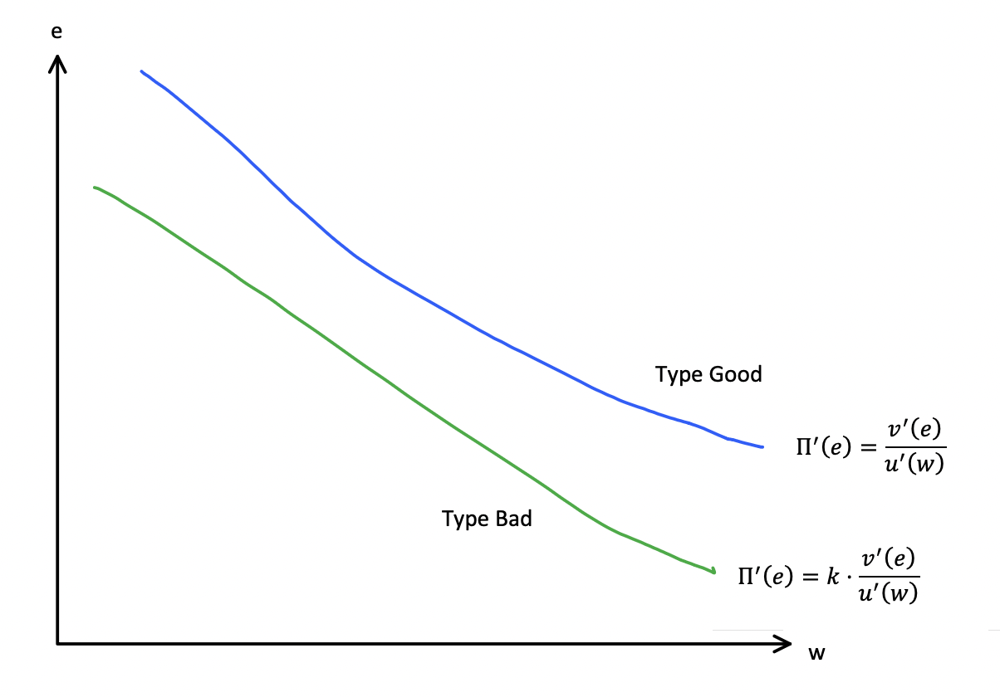 e
Type Good
Π′(e) = v′(e)/u′(w)
Type Bad
Π′(e) = k · v′(e)/u′(w)
w